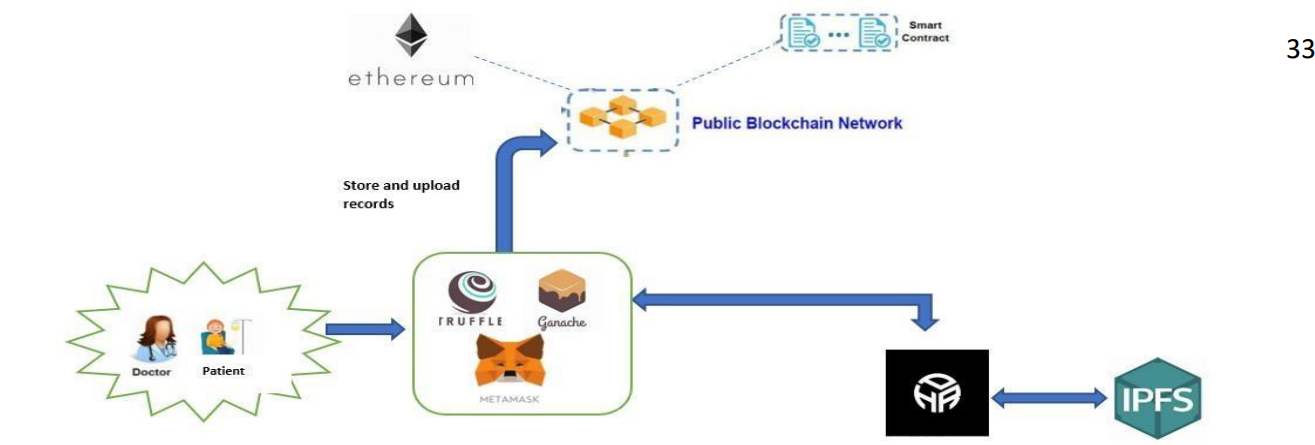 Smart
Contract
33
ethereum
Public Blockchain Network
Store and upload
records
TRUFFLE
Ganache
Doctor
Patient
METAMASK
IPFS